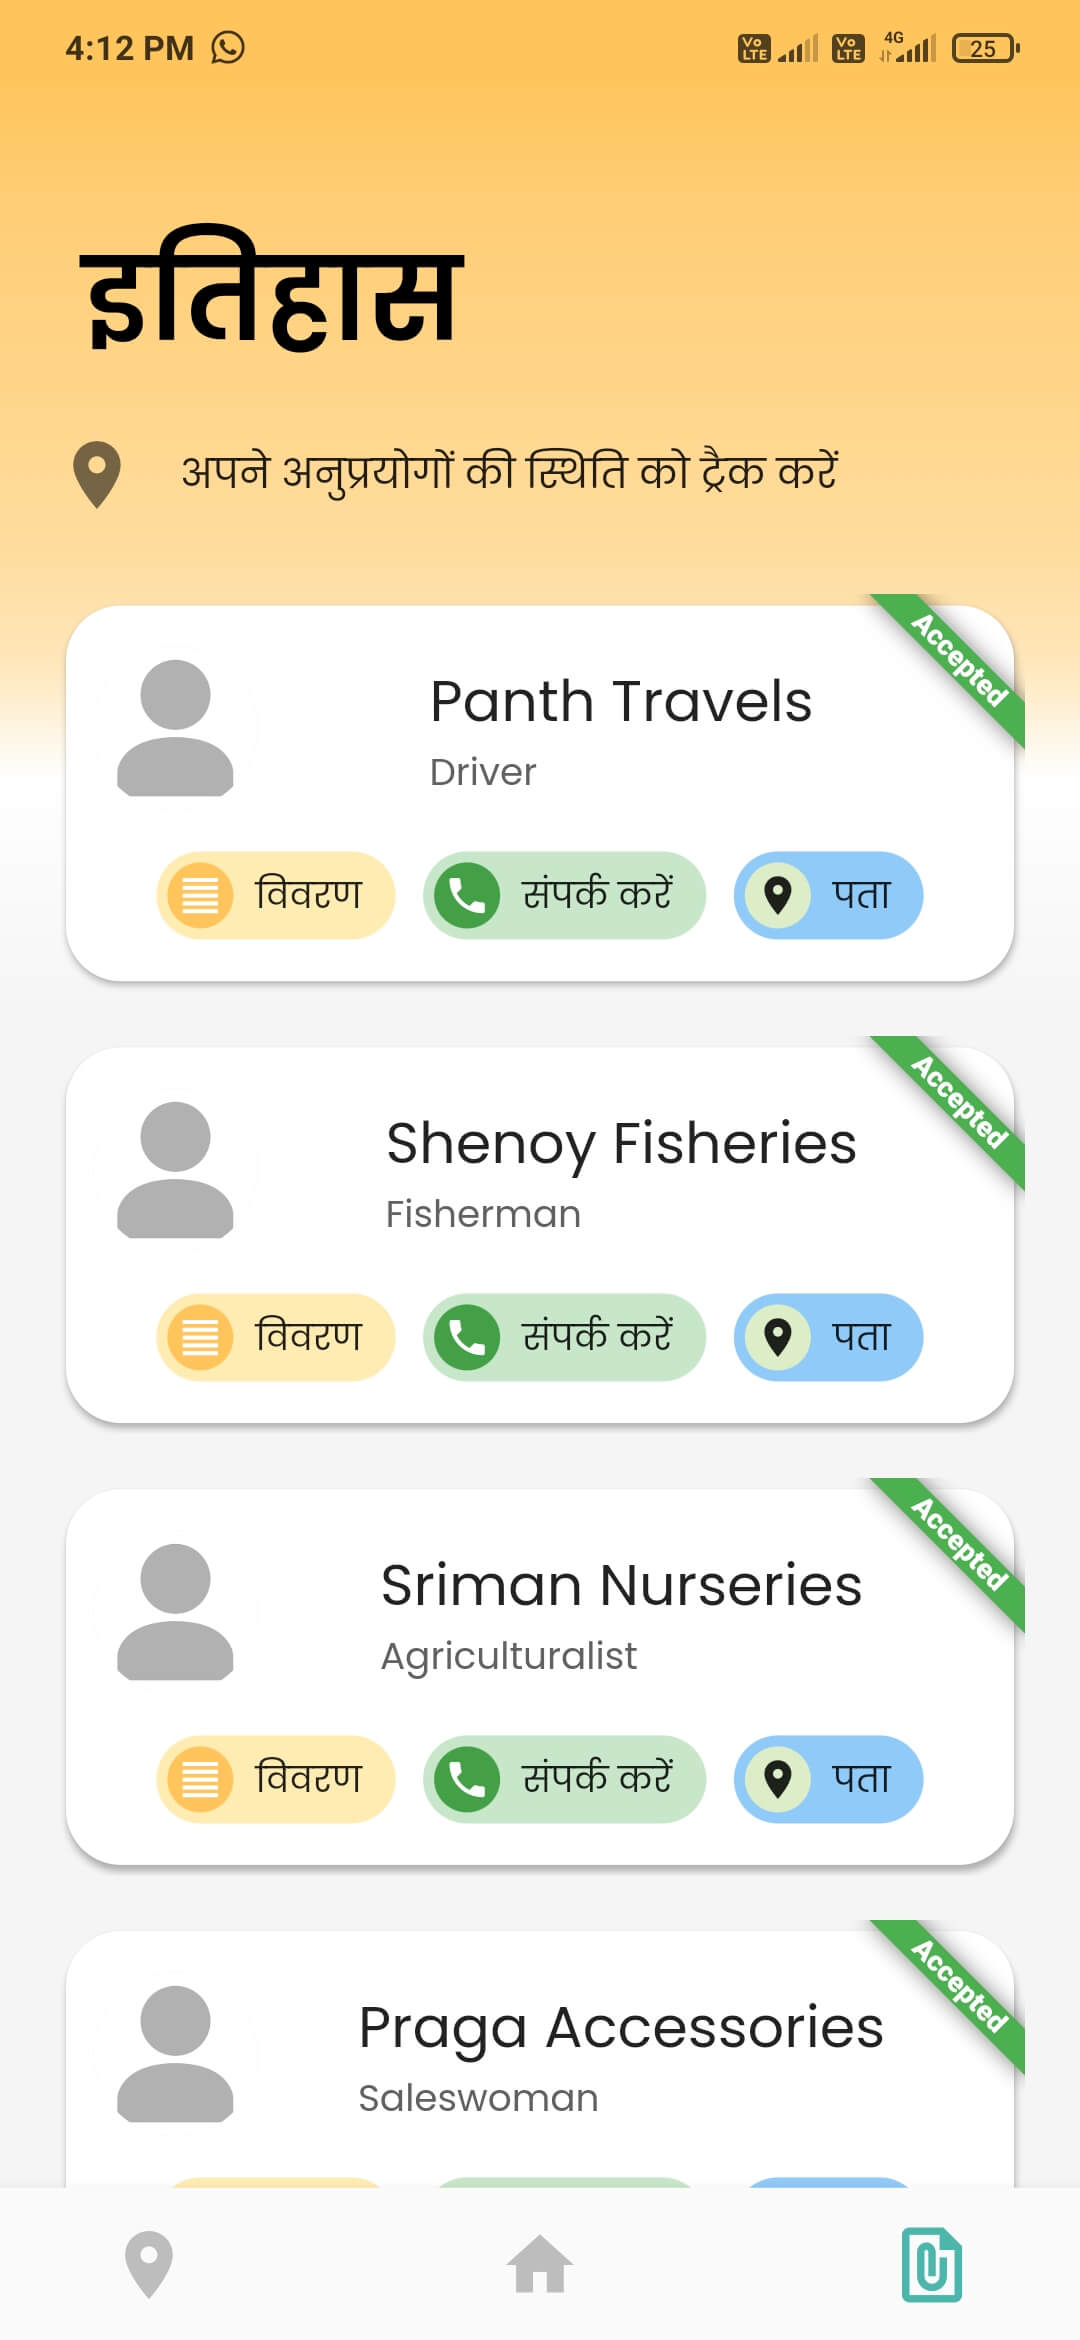 4:12 PM Vo LTE Vo LTE 4G 25
इतिहास
अपने अनुप्रयोगों की स्थिति को ट्रैक करें
Accepted
Panth Travels
Driver
विवरण संपर्क करें पता
Accepted
Shenoy Fisheries
Fisherman
विवरण संपर्क करें पता
Accepted
Sriman Nurseries
Agriculturalist
विवरण संपर्क करें पता
Accepted
Praga Accessories
Saleswoman